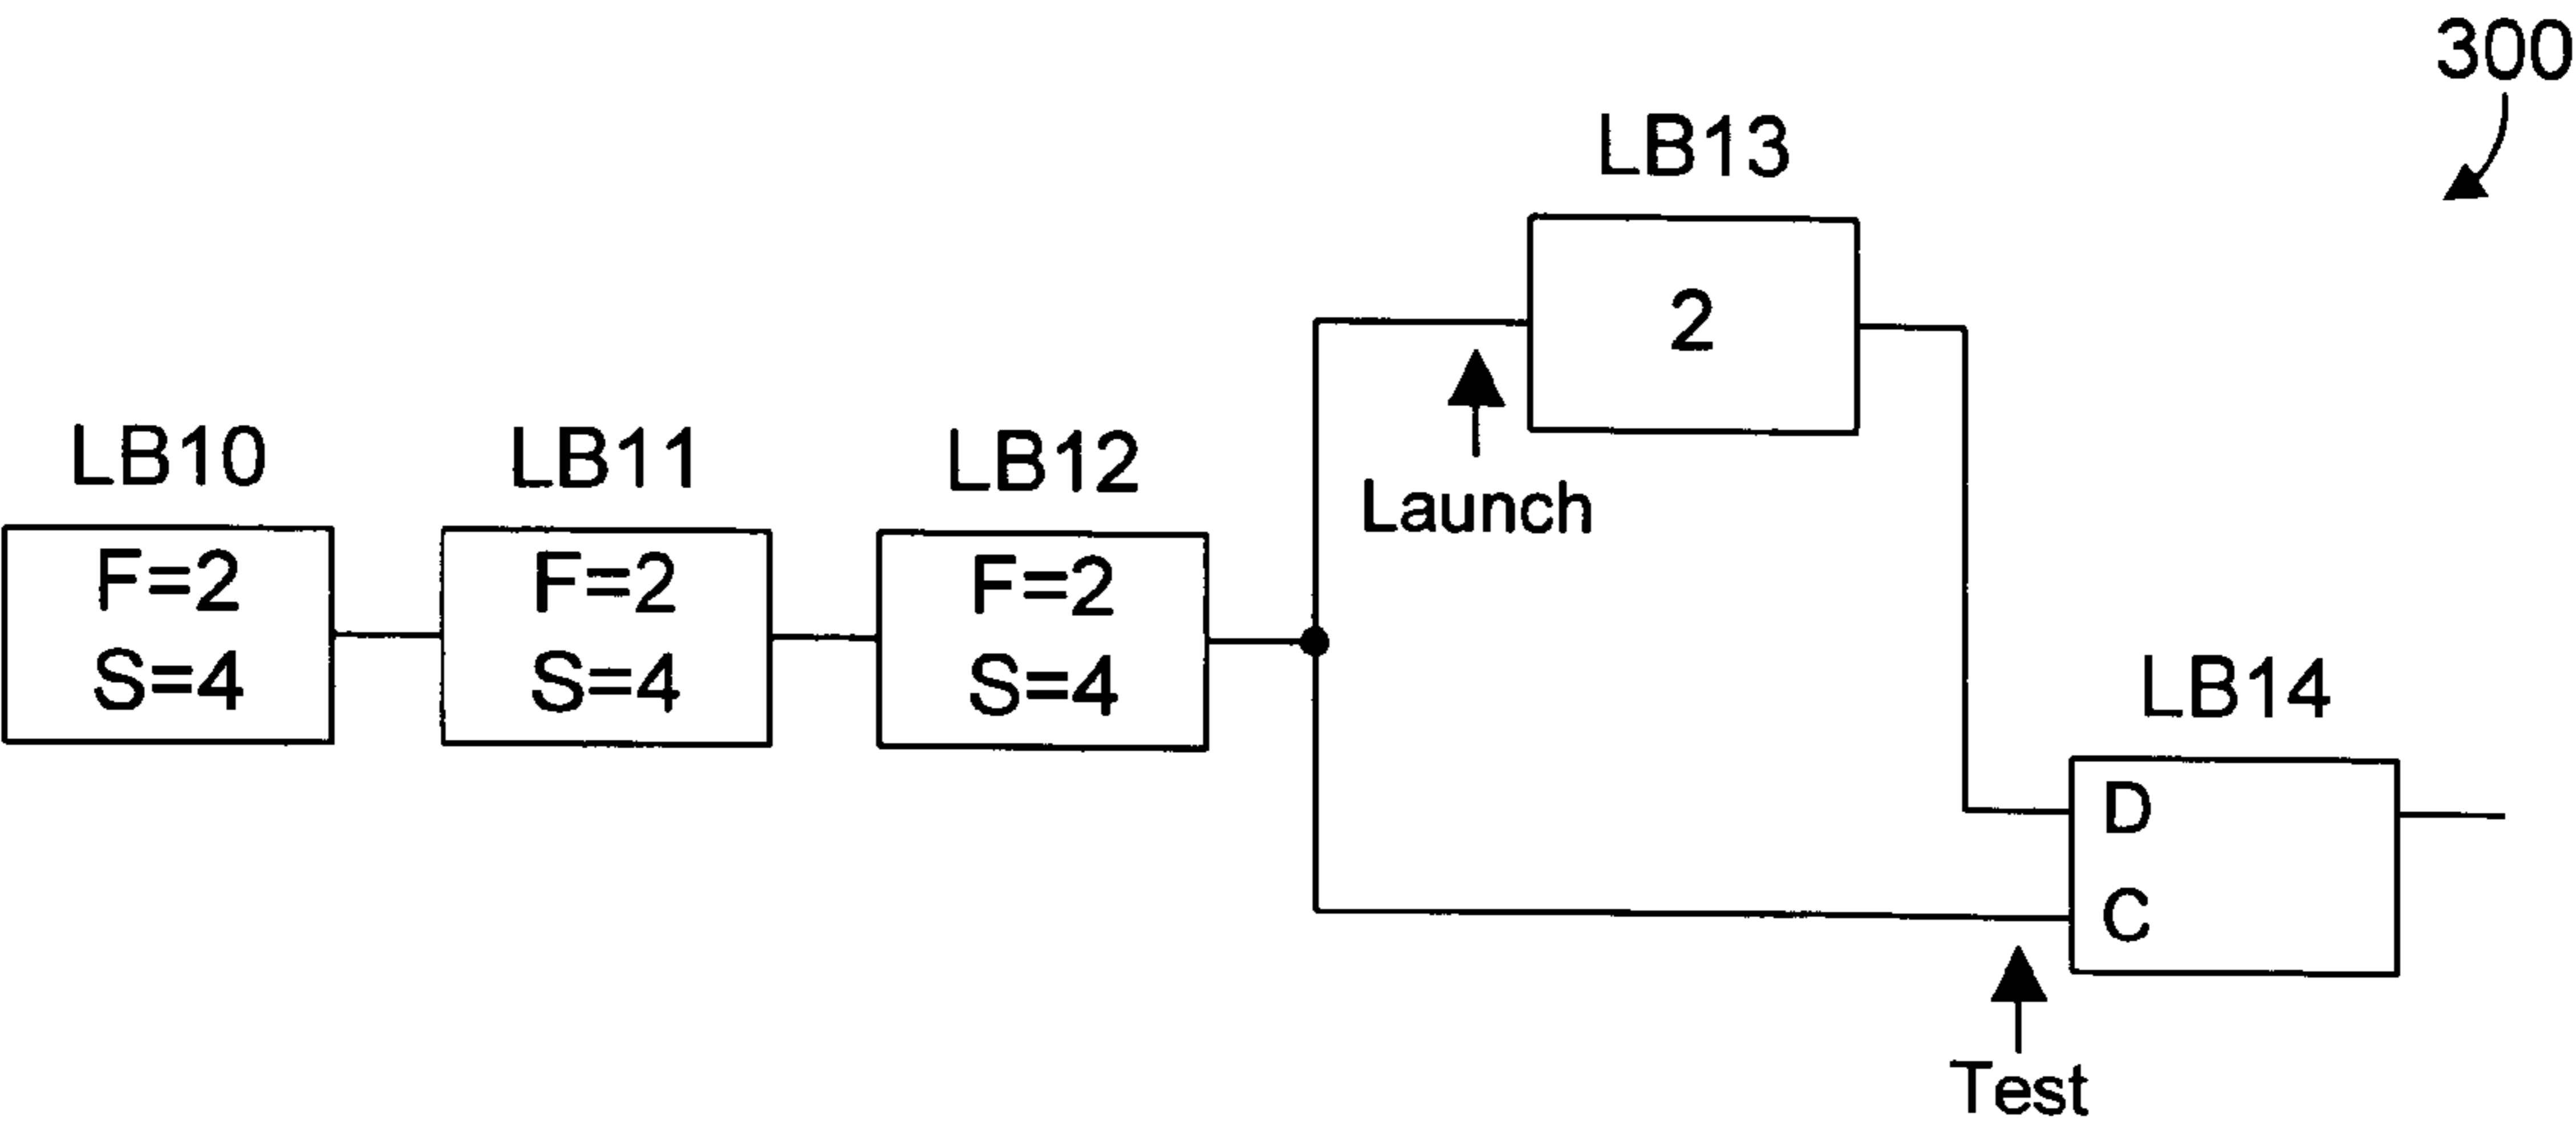 300
LB13
2
Launch
LB10
F=2
S=4
LB11
F=2
S=4
LB12
F=2
S=4
LB14
D
C
Test